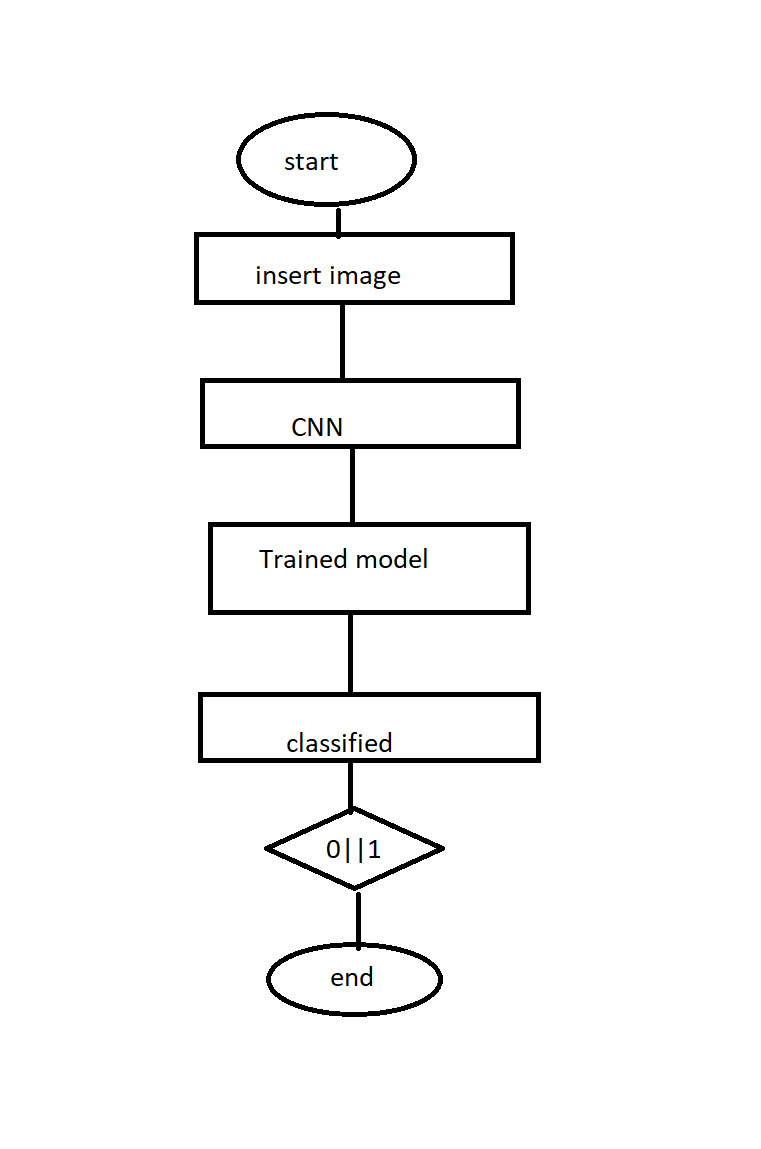 start
insert image
CNN
Trained model
classified
0||1
end